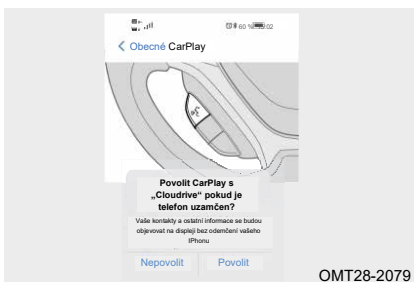 60 %
Obecné CarPlay
Povolit CarPlay s
„Cloudrive“ pokud je
telefon uzamčen?
Vaše kontakty a ostatní informace se budou
objevovat na displeji bez odemčení vašeho
IPhonu
Nepovolit Povolit
OMT28-2079